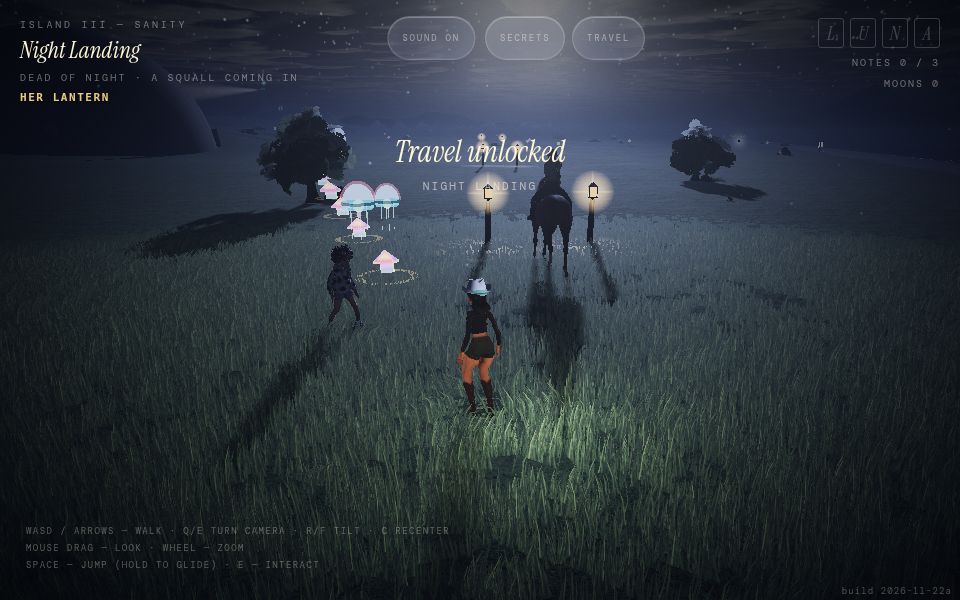 ISLAND III — SANITY
Night Landing
DEAD OF NIGHT · A SQUALL COMING IN
HER LANTERN
SOUND ON
SECRETS
TRAVEL
L U N A
NOTES 0 / 3
MOONS 0
Travel unlocked
NIGHT LANDING
WASD / ARROWS — WALK · Q/E TURN CAMERA · R/F TILT · C RECENTER
MOUSE DRAG — LOOK · WHEEL — ZOOM
SPACE — JUMP (HOLD TO GLIDE) · E — INTERACT
build 2026-11-22a